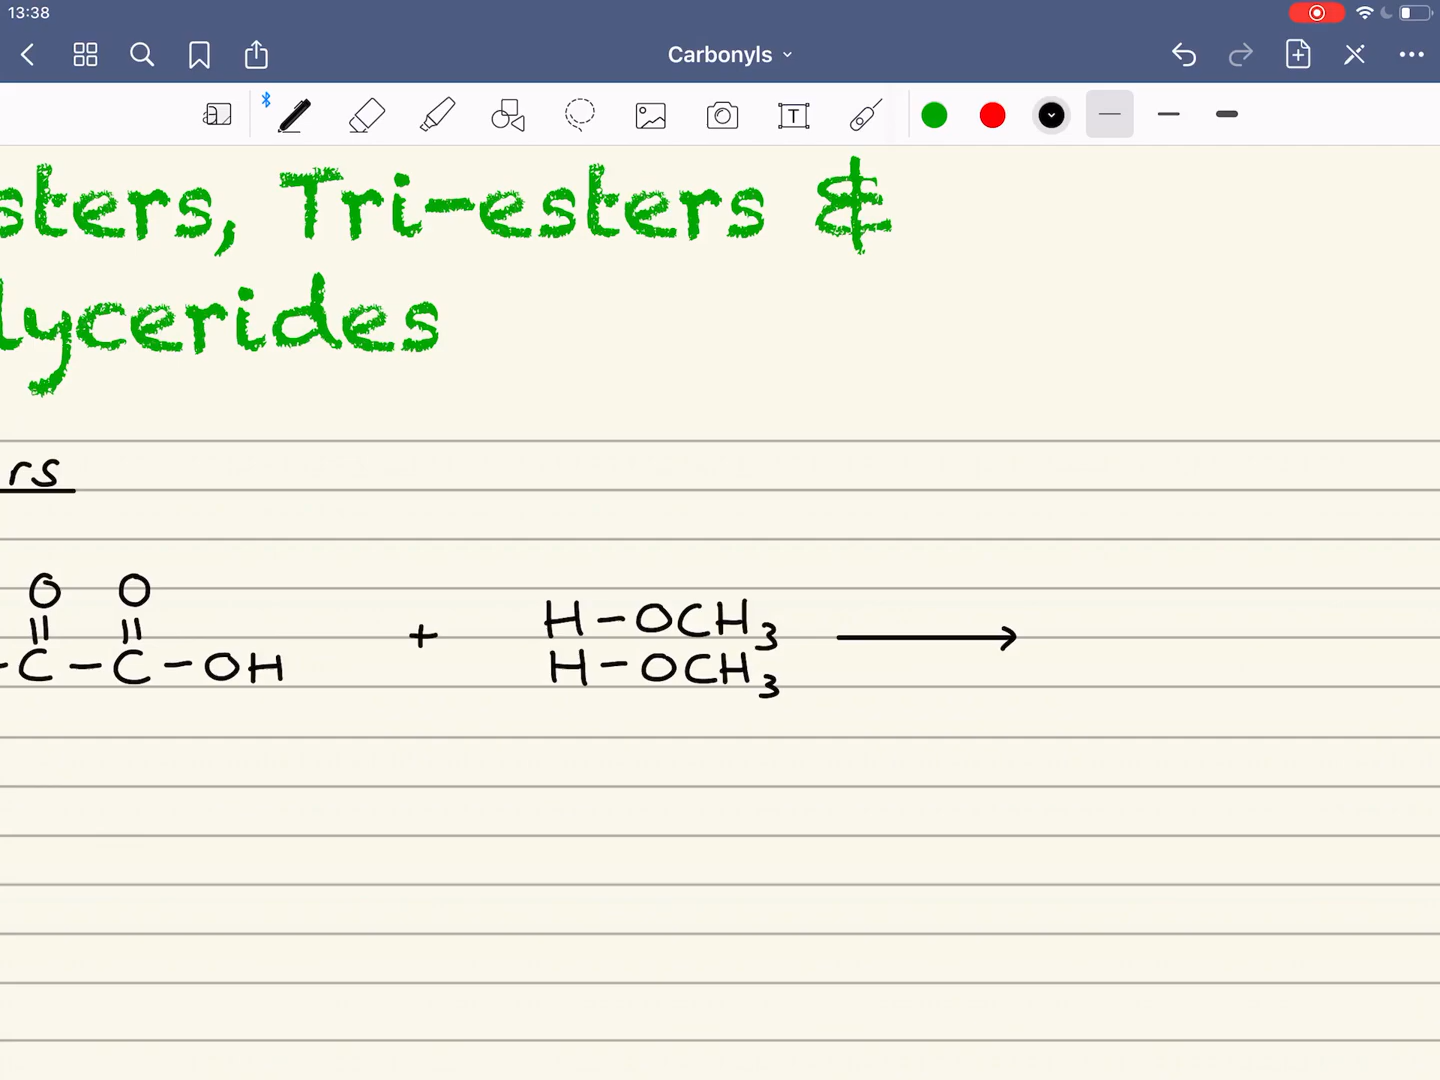 13:38
Carbonyls
T
sters, Tri-esters &
lycerides
rs
O O
|| ||
- C - C - OH + H - OCH₃ ⟶
H - OCH₃